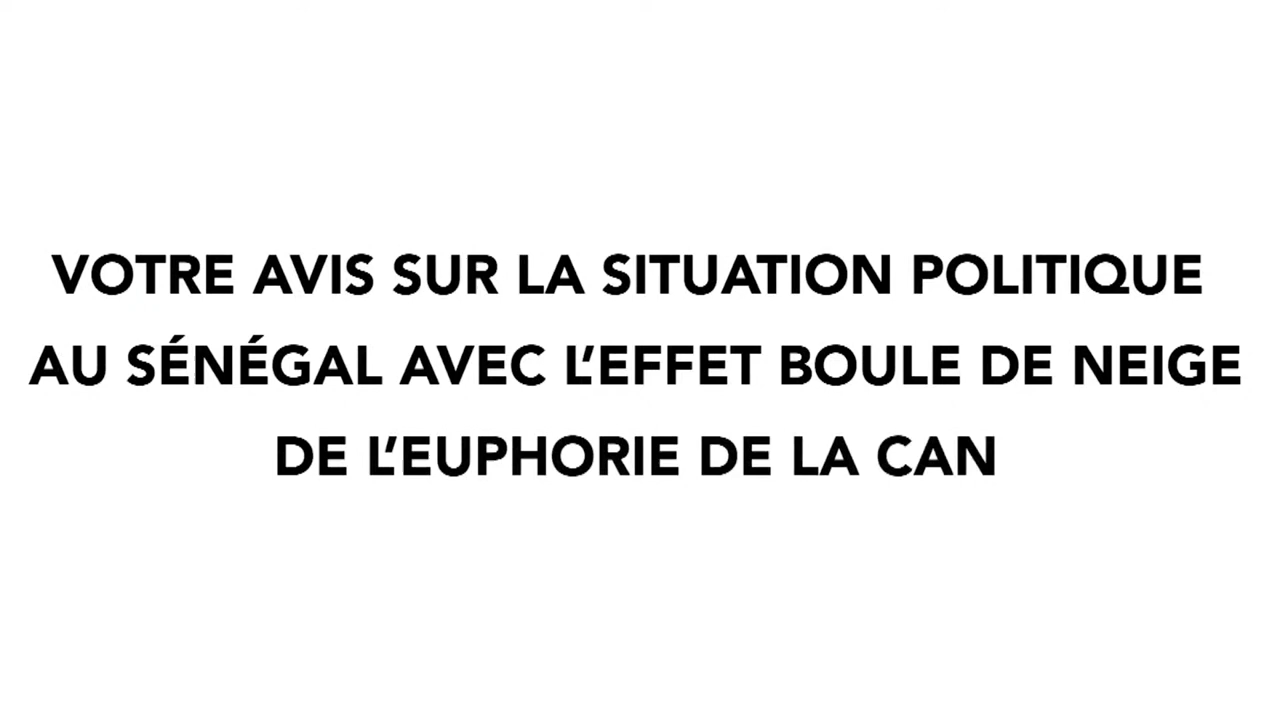 VOTRE AVIS SUR LA SITUATION POLITIQUE
AU SÉNÉGAL AVEC L’EFFET BOULE DE NEIGE
DE L’EUPHORIE DE LA CAN